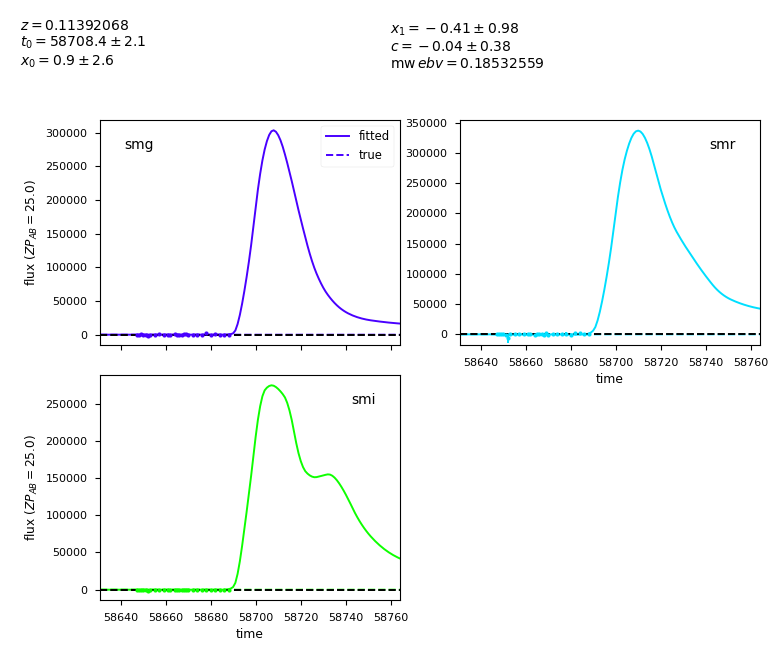 z = 0.11392068
t₀ = 58708.4 ± 2.1
x₀ = 0.9 ± 2.6
x₁ = −0.41 ± 0.98
c = −0.04 ± 0.38
mw ebv = 0.18532559
smg
fitted
true
300000
250000
200000
150000
100000
50000
0
flux (ZP_AB = 25.0)
smr
350000
300000
250000
200000
150000
100000
50000
0
58640 58660 58680 58700 58720 58740 58760
time
smi
250000
200000
150000
100000
50000
0
flux (ZP_AB = 25.0)
58640 58660 58680 58700 58720 58740 58760
time